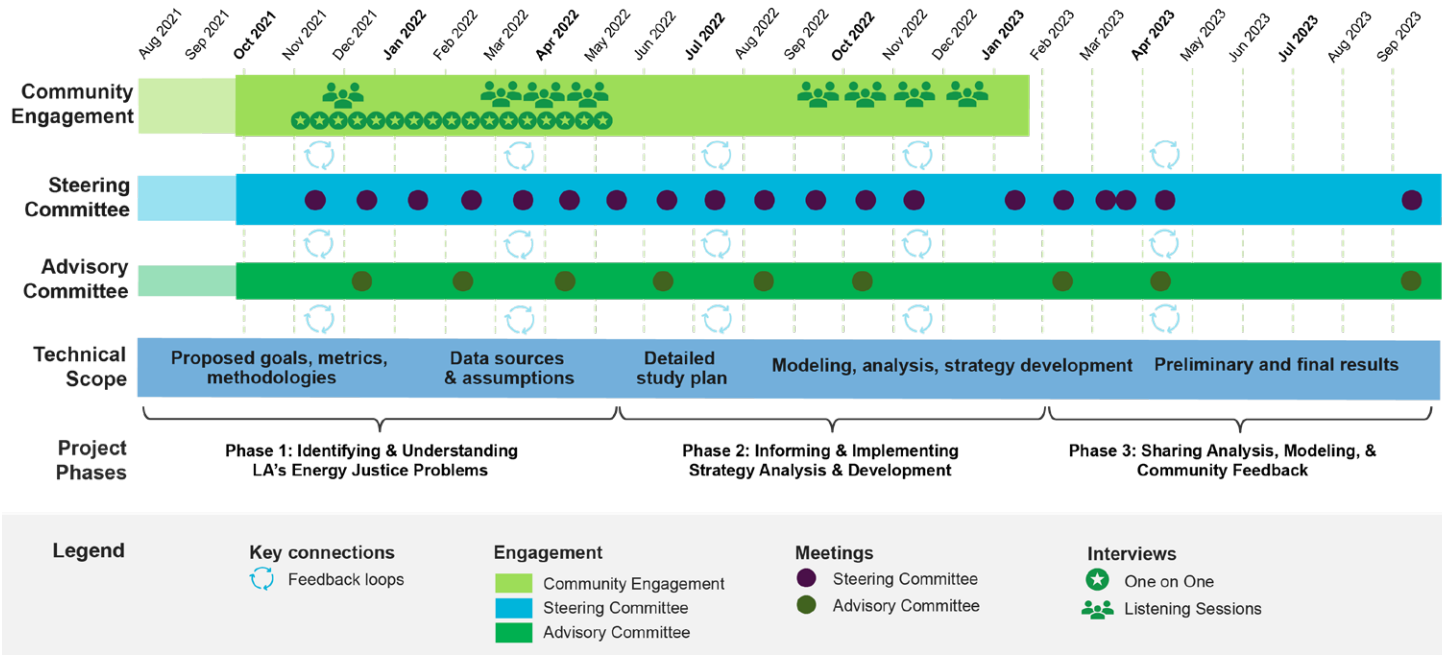 Aug 2021
Sep 2021
Oct 2021
Nov 2021
Dec 2021
Jan 2022
Feb 2022
Mar 2022
Apr 2022
May 2022
Jun 2022
Jul 2022
Aug 2022
Sep 2022
Oct 2022
Nov 2022
Dec 2022
Jan 2023
Feb 2023
Mar 2023
Apr 2023
May 2023
Jun 2023
Jul 2023
Aug 2023
Sep 2023
Community
Engagement
Steering
Committee
Advisory
Committee
Technical
Scope
Proposed goals, metrics,
methodologies
Data sources
& assumptions
Detailed
study plan
Modeling, analysis, strategy development
Preliminary and final results
Project
Phases
Phase 1: Identifying & Understanding
LA's Energy Justice Problems
Phase 2: Informing & Implementing
Strategy Analysis & Development
Phase 3: Sharing Analysis, Modeling, &
Community Feedback
Legend
Key connections
Feedback loops
Engagement
Community Engagement
Steering Committee
Advisory Committee
Meetings
Steering Committee
Advisory Committee
Interviews
One on One
Listening Sessions